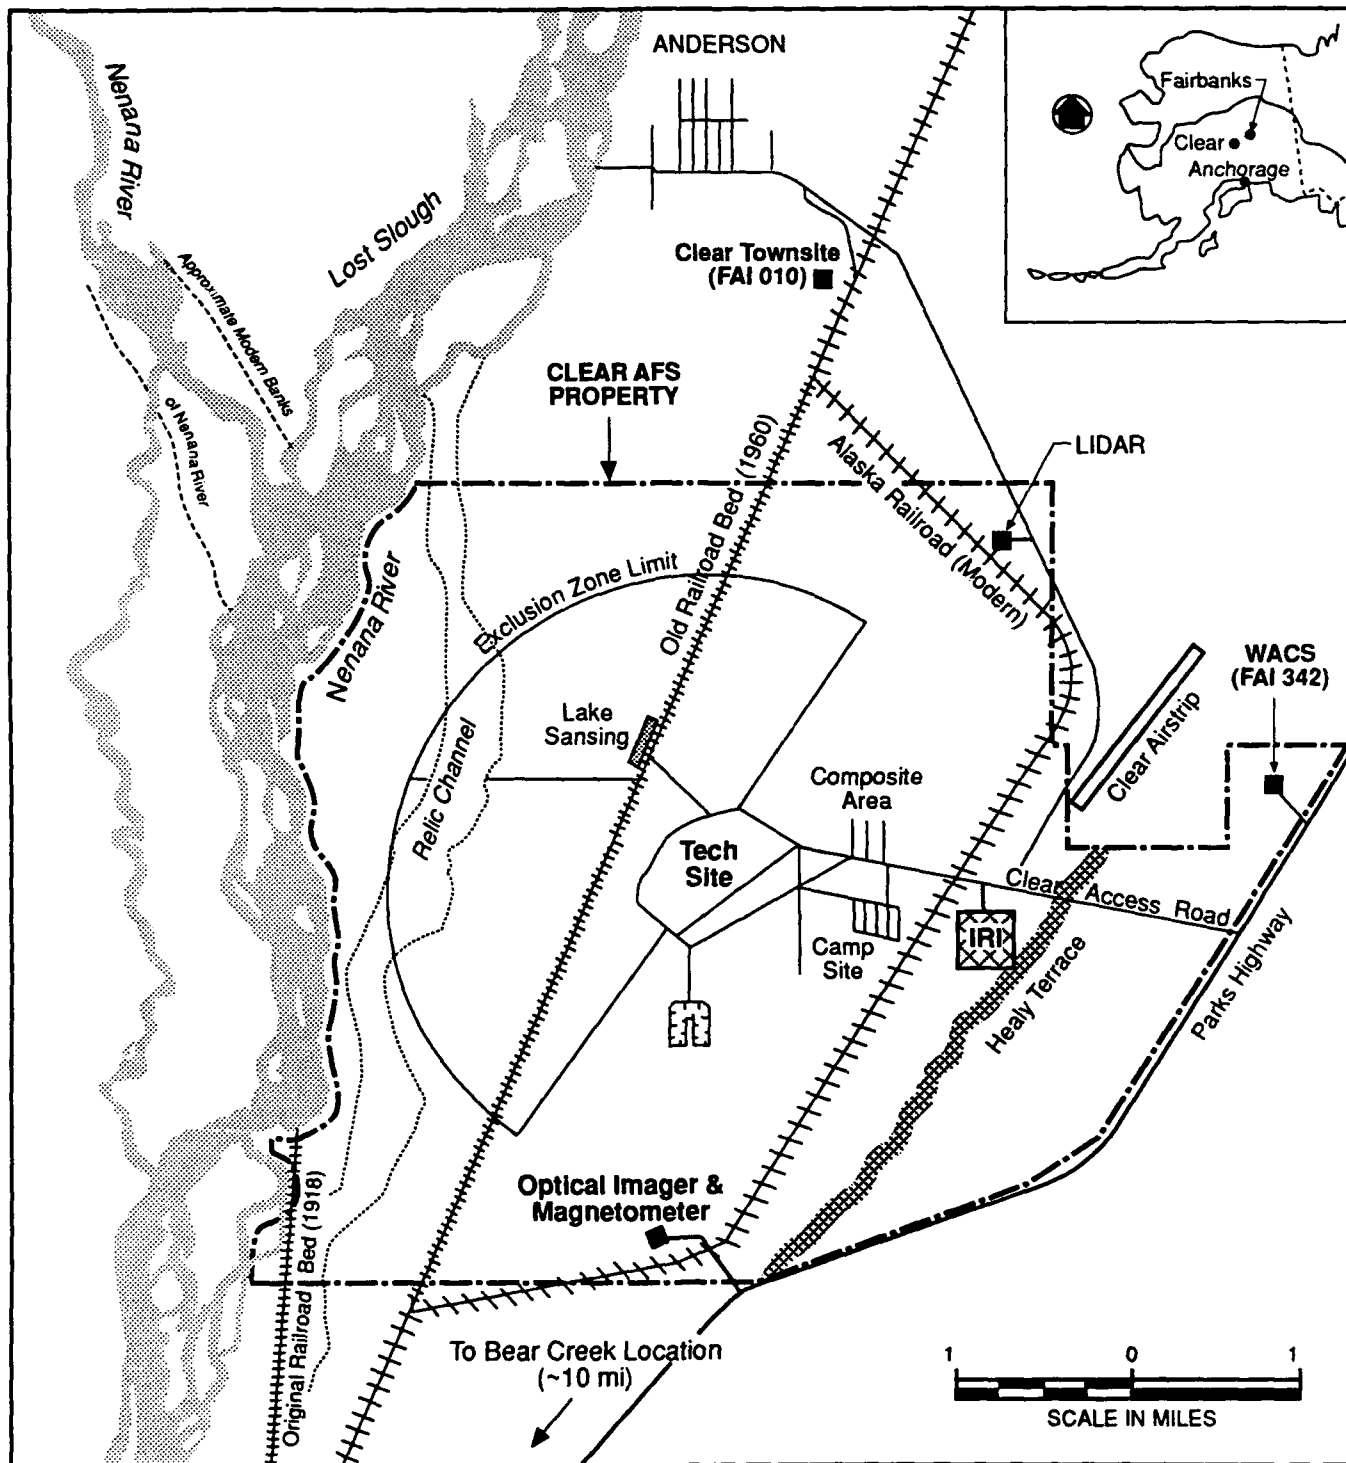 ANDERSON
Fairbanks
Clear
Anchorage
Nenana River
Lost Slough
Approximate Modern Banks
of Nenana River
Clear Townsite
(FAI 010)
CLEAR AFS
PROPERTY
LIDAR
Old Railroad Bed (1960)
Alaska Railroad (Modern)
Exclusion Zone Limit
Nenana River
WACS
(FAI 342)
Clear Airstrip
Lake
Sansing
Relic Channel
Composite
Area
Tech
Site
Clear Access Road
IRI
Camp
Site
Healy Terrace
Parks Highway
Optical Imager &
Magnetometer
Original Railroad Bed (1918)
To Bear Creek Location
(~10 mi)
1 0 1
SCALE IN MILES